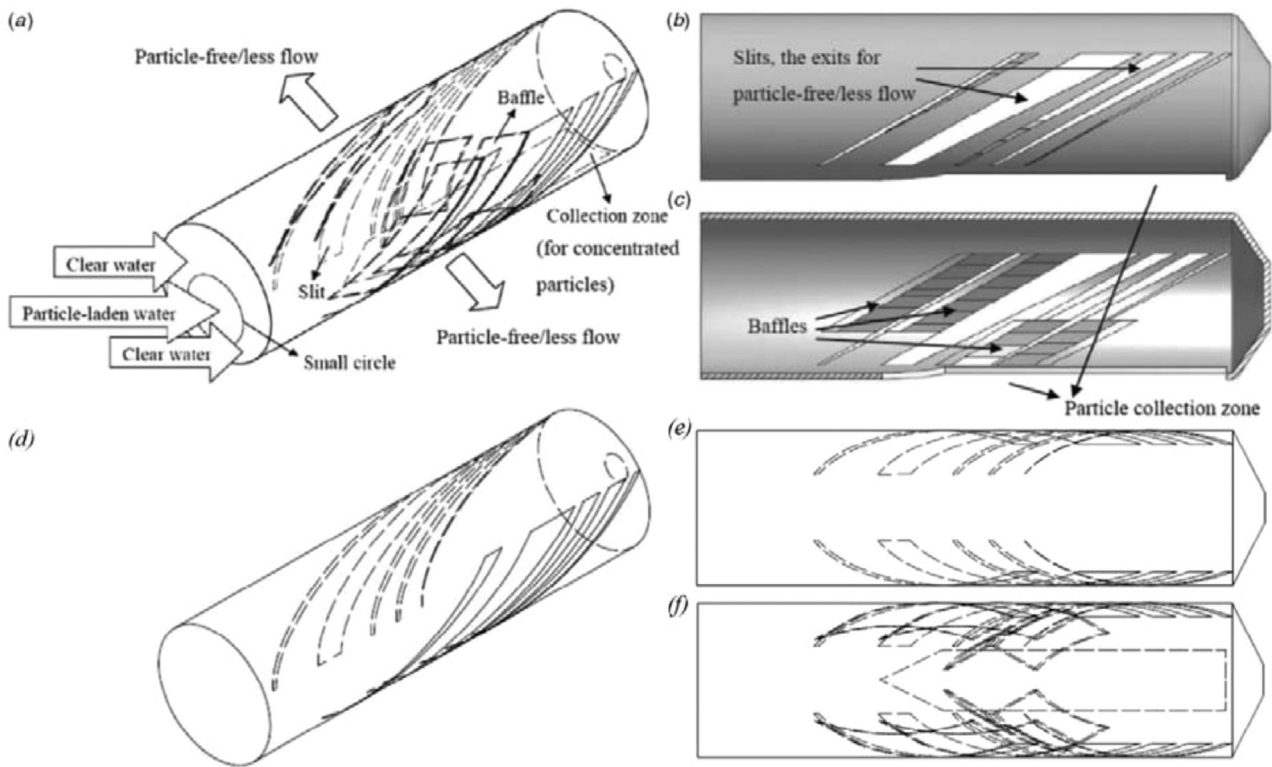 (a)
Particle-free/less flow
Baffle
Collection zone
(for concentrated
particles)
Slit
Clear water
Particle-laden water
Clear water
Small circle
Particle-free/less flow
(b)
Slits, the exits for
particle-free/less flow
(c)
Baffles
Particle collection zone
(d)
(e)
(f)